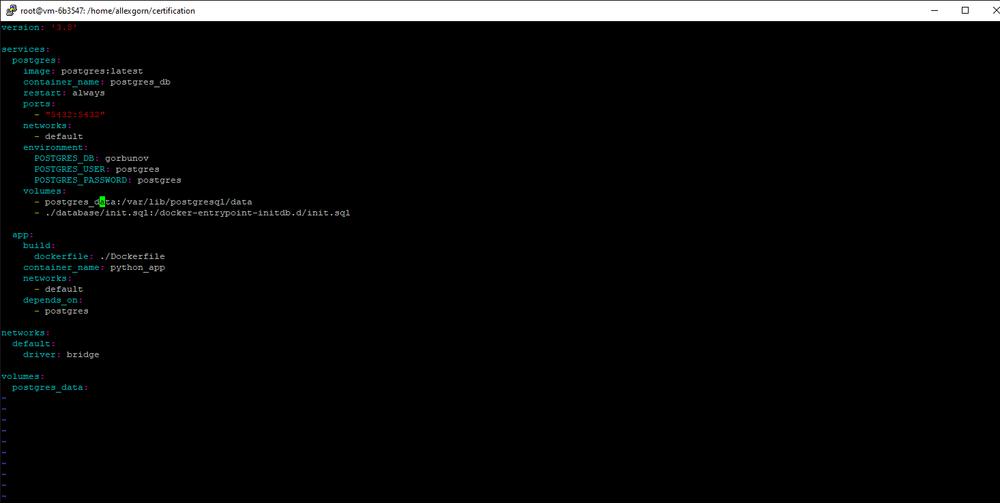 root@vm-6b3547: /home/allexgorn/certification
version: '3.8'

services:
  postgres:
    image: postgres:latest
    container_name: postgres_db
    restart: always
    ports:
      - "5432:5432"
    networks:
      - default
    environment:
      POSTGRES_DB: gorbunov
      POSTGRES_USER: postgres
      POSTGRES_PASSWORD: postgres
    volumes:
      - postgres_data:/var/lib/postgresql/data
      - ./database/init.sql:/docker-entrypoint-initdb.d/init.sql

  app:
    build:
      dockerfile: ./Dockerfile
    container_name: python_app
    networks:
      - default
    depends_on:
      - postgres

networks:
  default:
    driver: bridge

volumes:
  postgres_data:
~
~
~
~
~
~
~
~
~
~